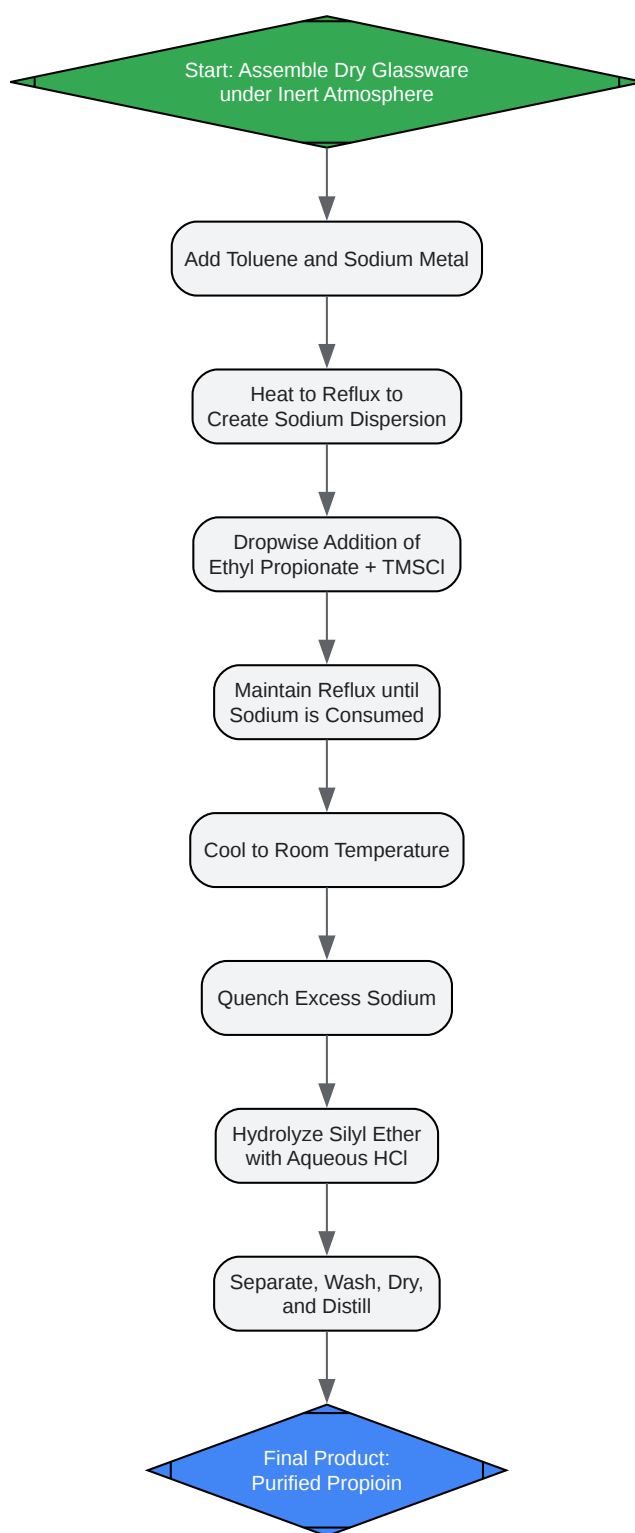 Start: Assemble Dry Glassware
under Inert Atmosphere
Add Toluene and Sodium Metal
Heat to Reflux to
Create Sodium Dispersion
Dropwise Addition of
Ethyl Propionate + TMSCl
Maintain Reflux until
Sodium is Consumed
Cool to Room Temperature
Quench Excess Sodium
Hydrolyze Silyl Ether
with Aqueous HCl
Separate, Wash, Dry,
and Distill
Final Product:
Purified Propioin